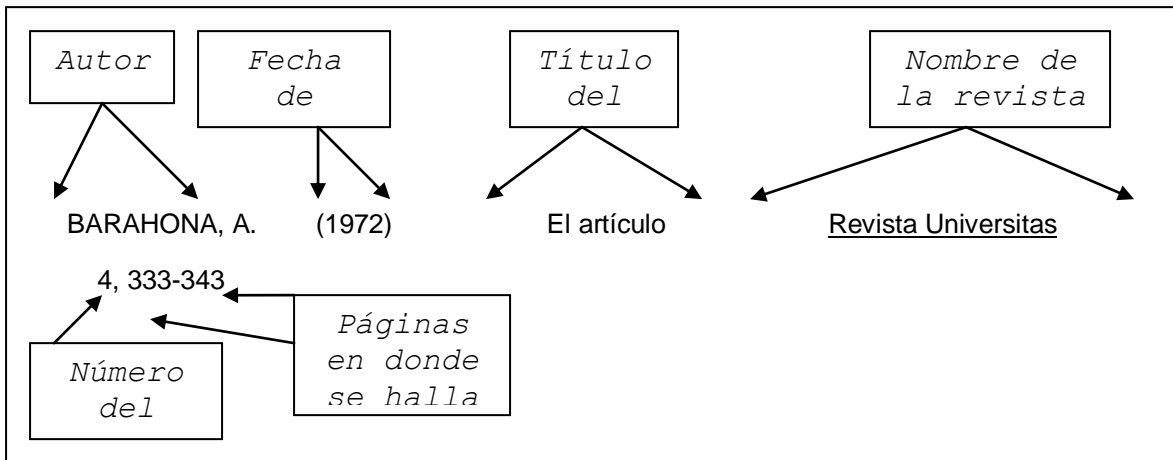 Autor
Fecha
de
Título
del
Nombre de
la revista
BARAHONA, A. (1972) El artículo Revista Universitas
4, 333-343
Páginas
en donde
se halla
Número
del